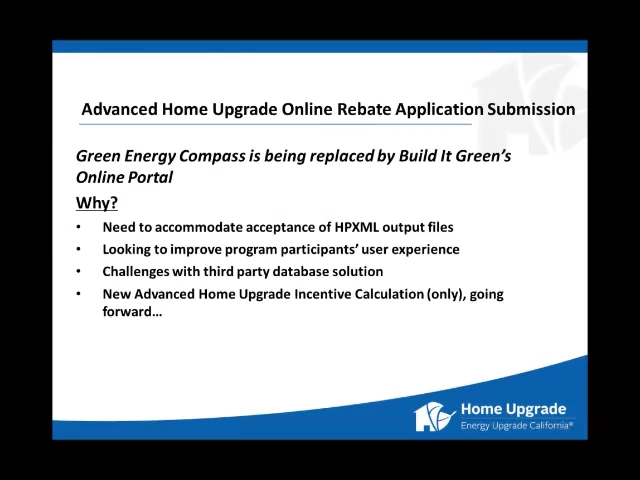 Advanced Home Upgrade Online Rebate Application Submission
Green Energy Compass is being replaced by Build It Green's
Online Portal
Why?
• Need to accommodate acceptance of HPXML output files
• Looking to improve program participants' user experience
• Challenges with third party database solution
• New Advanced Home Upgrade Incentive Calculation (only), going
forward...
Home Upgrade
Energy Upgrade California®